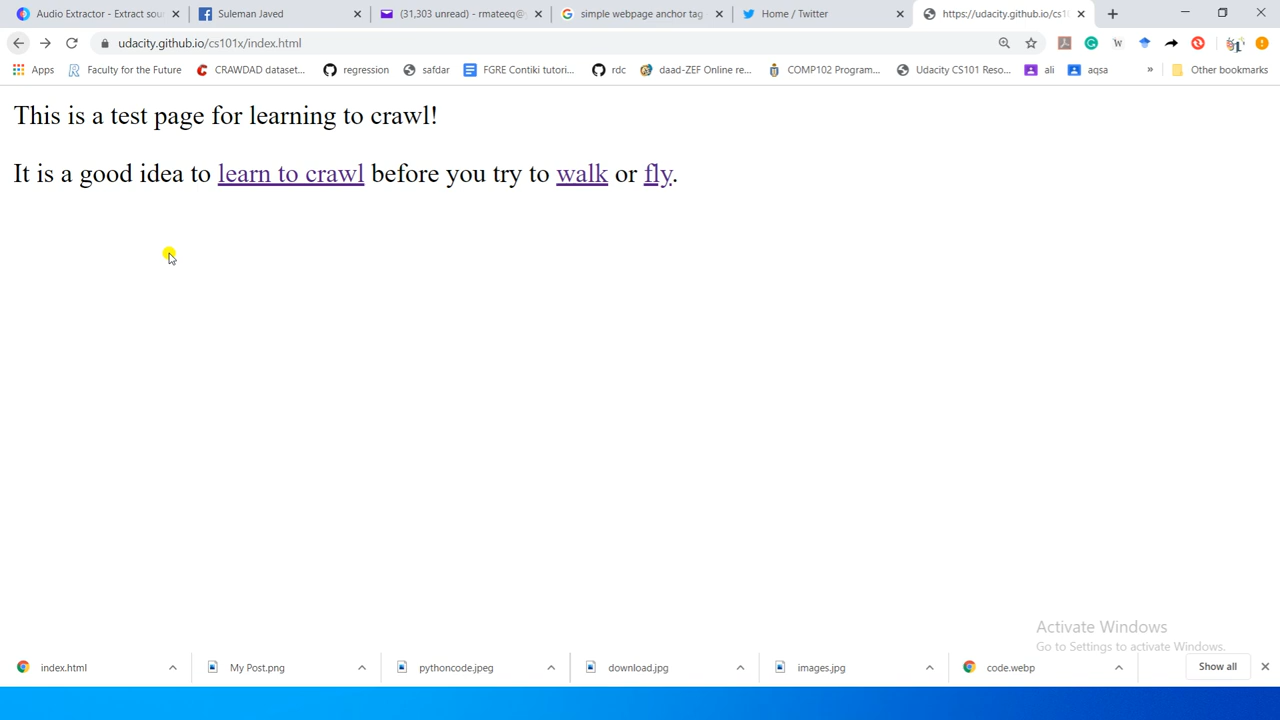 Audio Extractor - Extract sou
Suleman Javed
(31,303 unread) - rmateeq@
simple webpage anchor tag
Home / Twitter
https://udacity.github.io/cs10
udacity.github.io/cs101x/index.html
Apps
Faculty for the Future
CRAWDAD dataset...
regression
safdar
FGRE Contiki tutori...
rdc
daad-ZEF Online re...
COMP102 Program...
Udacity CS101 Reso...
ali
aqsa
»
Other bookmarks
This is a test page for learning to crawl!
It is a good idea to learn to crawl before you try to walk or fly.
Activate Windows
Go to Settings to activate Windows.
index.html
My Post.png
pythoncode.jpeg
download.jpg
images.jpg
code.webp
Show all